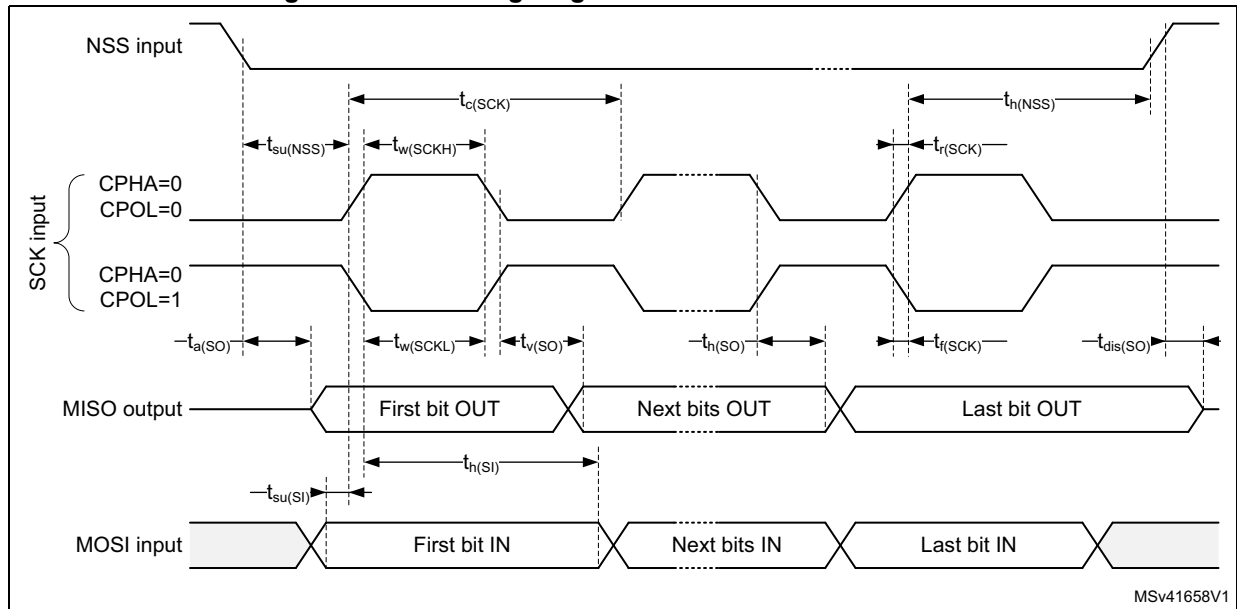 NSS input
tc(SCK)
th(NSS)
tsu(NSS)
tw(SCKH)
tr(SCK)
SCK input
CPHA=0
CPOL=0
CPHA=0
CPOL=1
ta(SO)
tw(SCKL)
tv(SO)
th(SO)
tf(SCK)
tdis(SO)
MISO output
First bit OUT
Next bits OUT
Last bit OUT
th(SI)
tsu(SI)
MOSI input
First bit IN
Next bits IN
Last bit IN
MSv41658V1